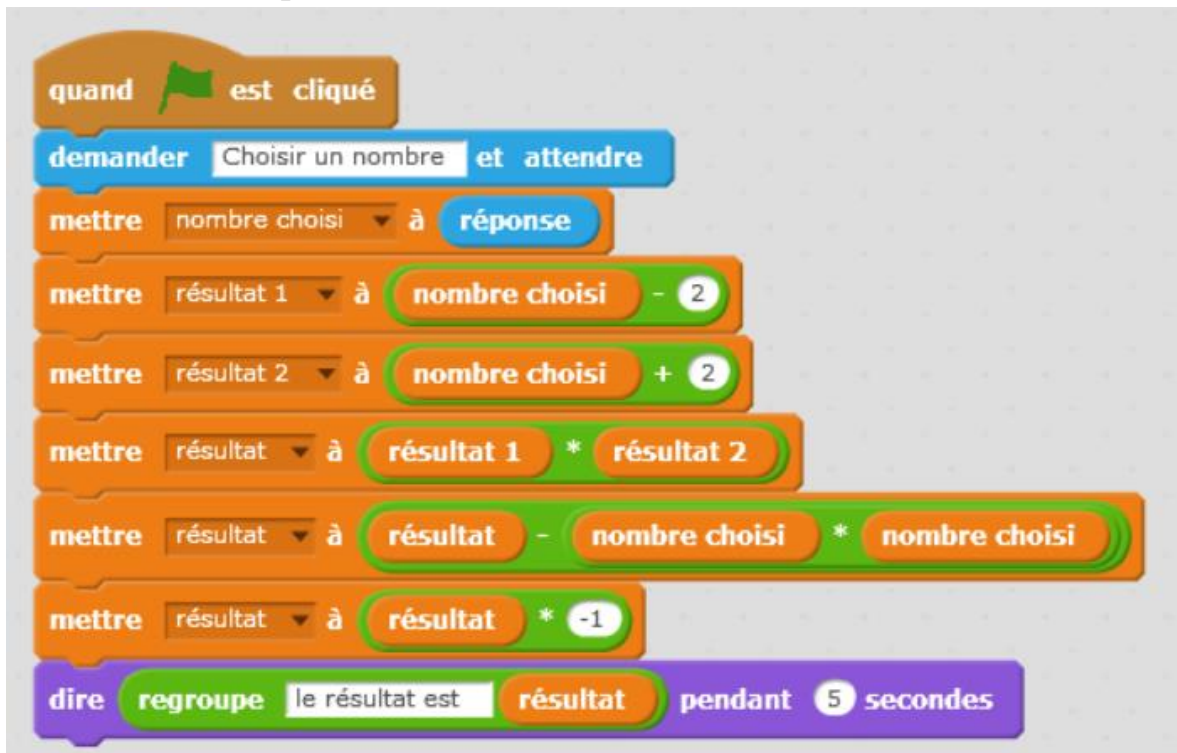 quand est cliqué
demander Choisir un nombre et attendre
mettre nombre choisi à réponse
mettre résultat 1 à nombre choisi - 2
mettre résultat 2 à nombre choisi + 2
mettre résultat à résultat 1 * résultat 2
mettre résultat à résultat - nombre choisi * nombre choisi
mettre résultat à résultat * -1
dire regroupe le résultat est résultat pendant 5 secondes